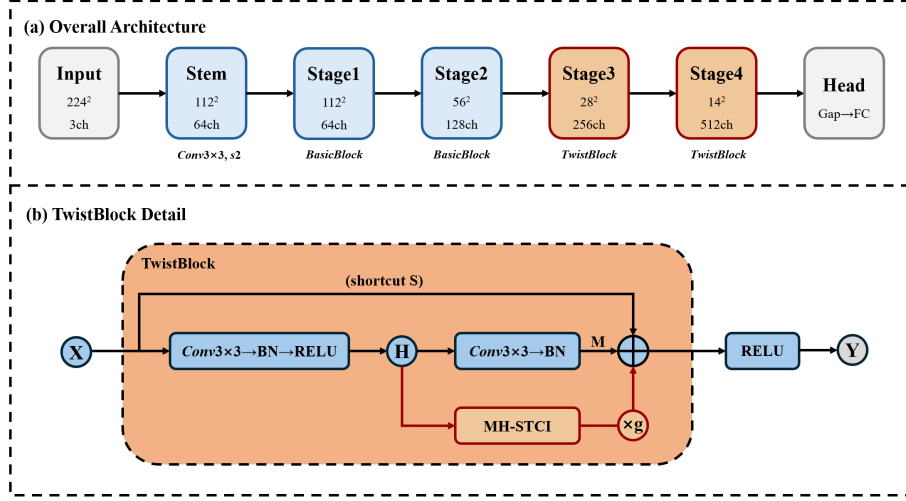 (a) Overall Architecture
Input
224²
3ch
Stem
112²
64ch
Conv3×3, s2
Stage1
112²
64ch
BasicBlock
Stage2
56²
128ch
BasicBlock
Stage3
28²
256ch
TwistBlock
Stage4
14²
512ch
TwistBlock
Head
Gap→FC
(b) TwistBlock Detail
TwistBlock
(shortcut S)
X
Conv3×3→BN→RELU
H
Conv3×3→BN
M
RELU
Y
MH-STCI
×g